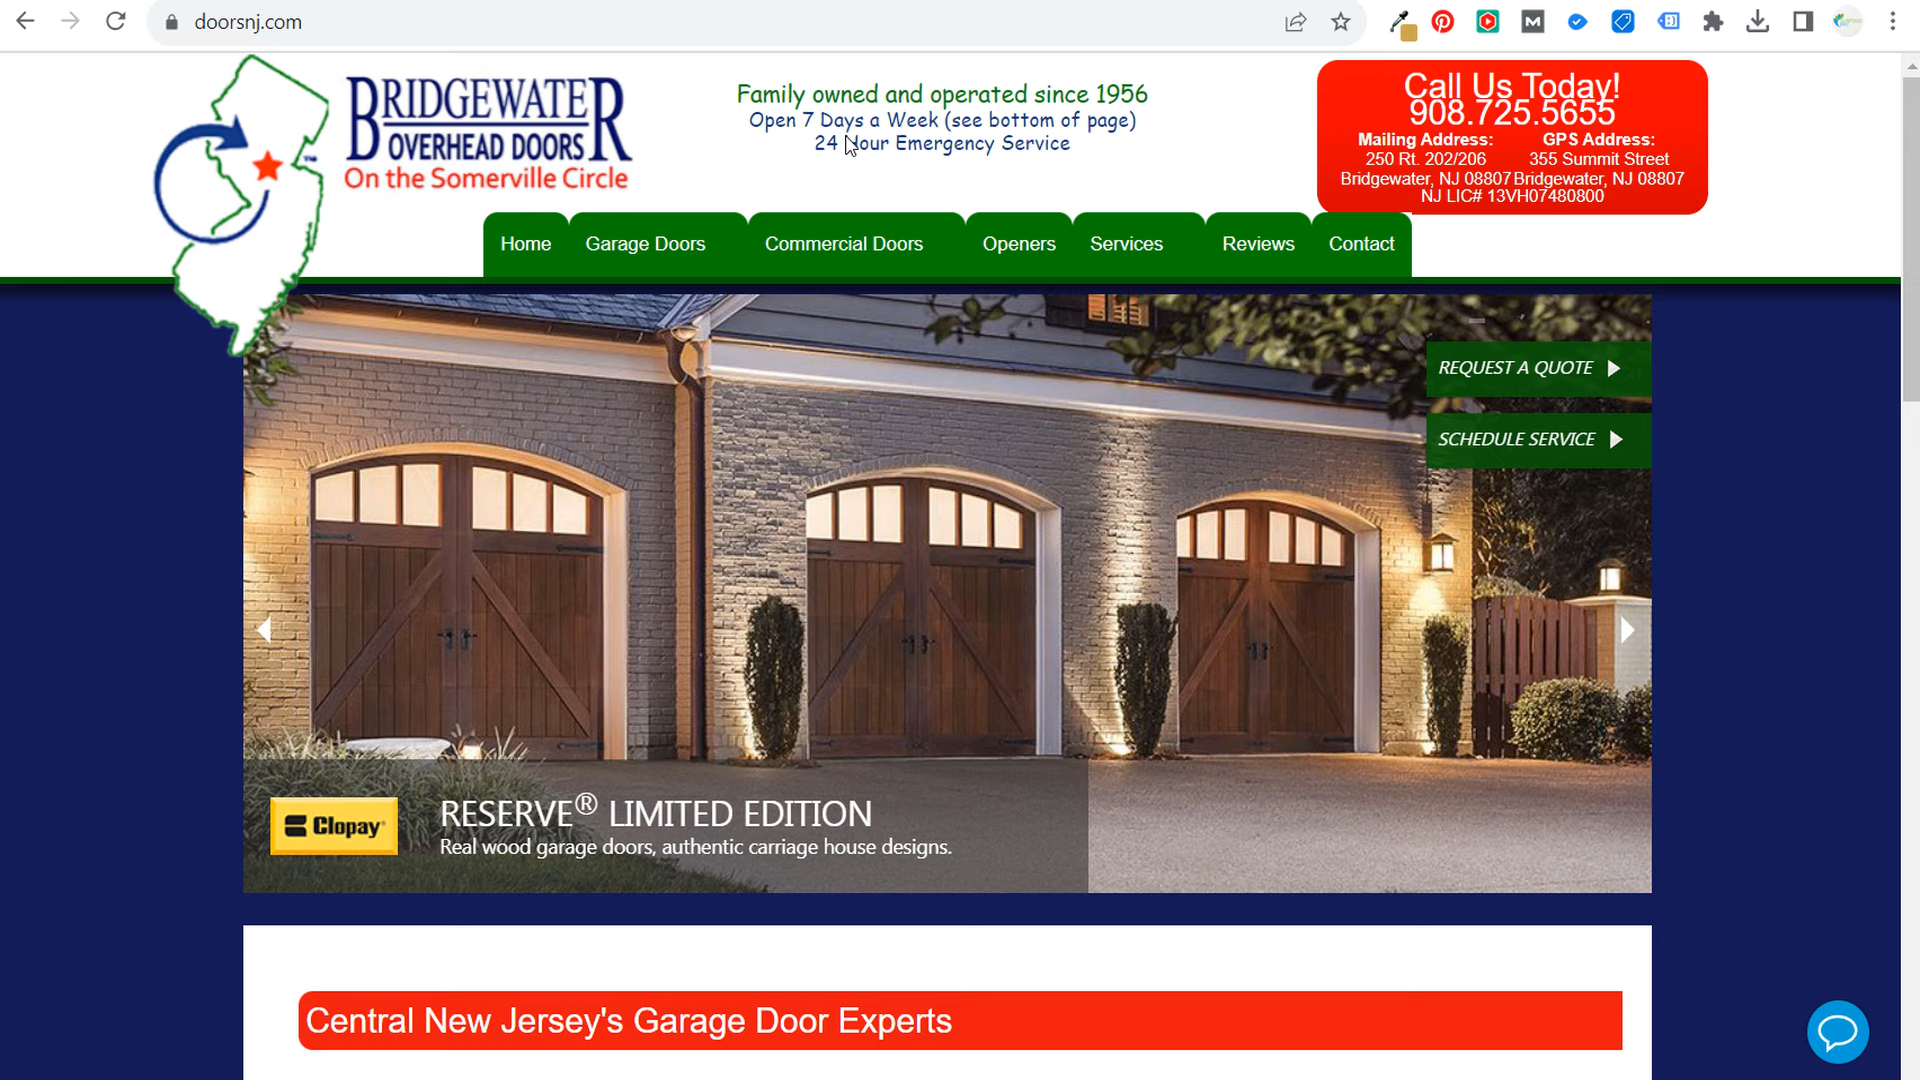 doorsnj.com
BRIDGEWATER
OVERHEAD DOORS
On the Somerville Circle
™
Family owned and operated since 1956
Open 7 Days a Week (see bottom of page)
24 Hour Emergency Service
Call Us Today!
908.725.5655
Mailing Address: GPS Address:
250 Rt. 202/206 355 Summit Street
Bridgewater, NJ 08807 Bridgewater, NJ 08807
NJ LIC# 13VH07480800
Home Garage Doors Commercial Doors Openers Services Reviews Contact
REQUEST A QUOTE
SCHEDULE SERVICE
Clopay®
RESERVE® LIMITED EDITION
Real wood garage doors, authentic carriage house designs.
Central New Jersey's Garage Door Experts